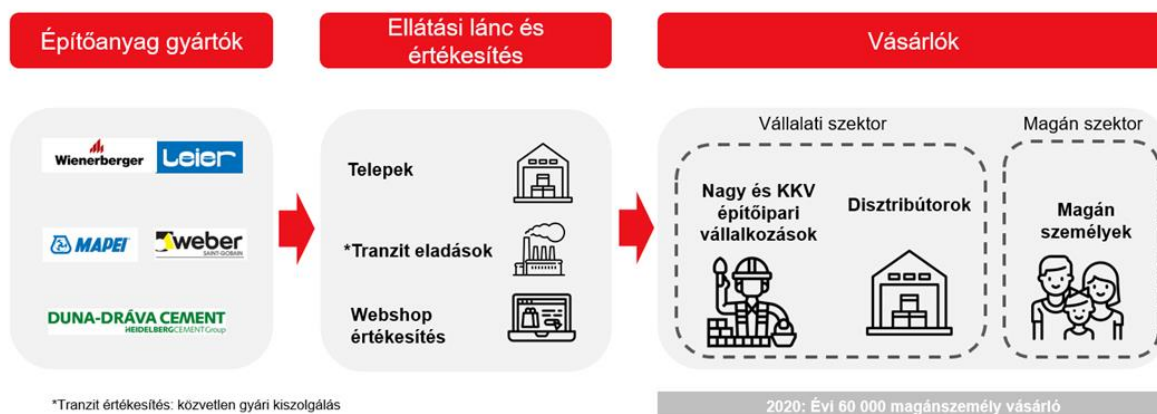 Építőanyag gyártók
Ellátási lánc és
értékesítés
Vásárlók
Wienerberger
Leier
MAPEI
weber
SAINT-GOBAIN
DUNA-DRÁVA CEMENT
HEIDELBERGCEMENT Group
Telepek
*Tranzit eladások
Webshop
értékesítés
Vállalati szektor
Nagy és KKV
építőipari
vállalkozások
Disztribútorok
Magán szektor
Magán
személyek
*Tranzit értékesítés: közvetlen gyári kiszolgálás
2020: Évi 60 000 magánszemély vásárló